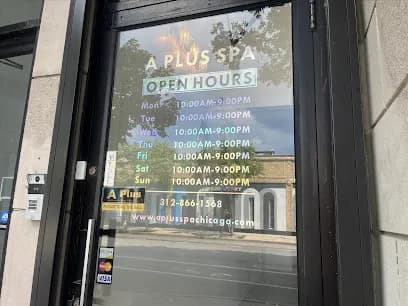 A PLUS SPA
OPEN HOURS
Mon 10:00AM-9:00PM
Tue 10:00AM-9:00PM
Wed 10:00AM-9:00PM
Thu 10:00AM-9:00PM
Fri 10:00AM-9:00PM
Sat 10:00AM-9:00PM
Sun 10:00AM-9:00PM
A Plus
312-866-1568
www.aplusspachicago.com
MasterCard
VISA